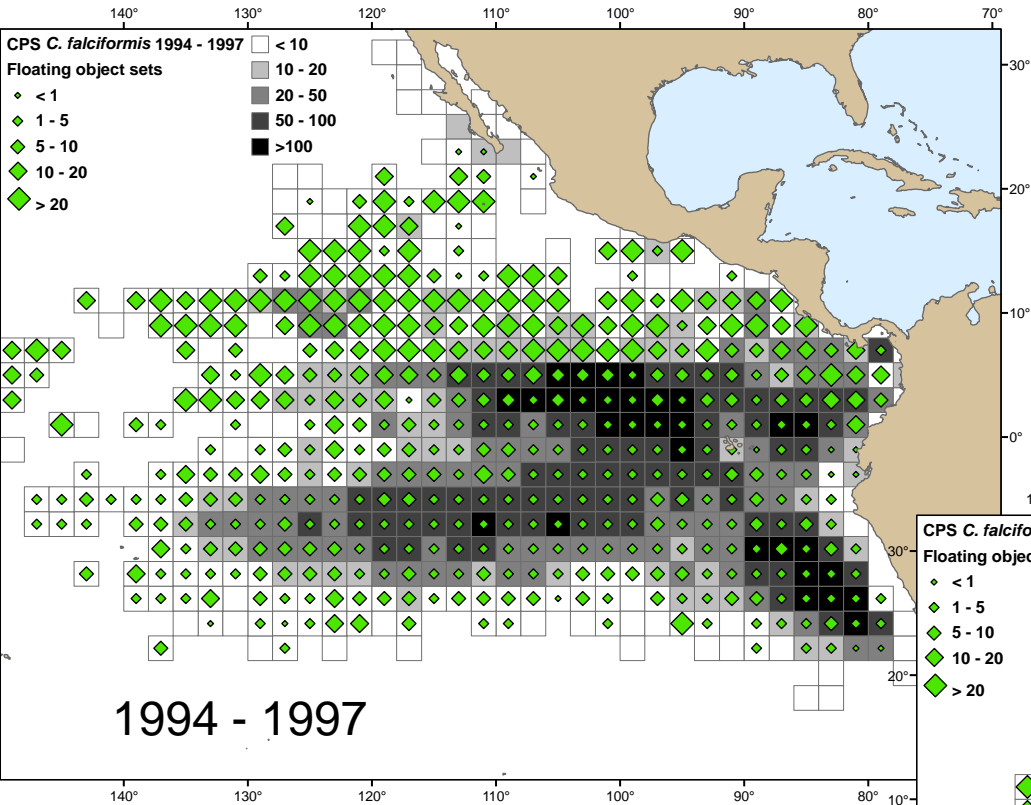 140° 130° 120° 110° 100° 90° 80° 70°
CPS C. falciformis 1994 - 1997
Floating object sets
< 1
1 - 5
5 - 10
10 - 20
> 20
< 10
10 - 20
20 - 50
50 - 100
>100
30°
20°
10°
0°
1
CPS C. falcifo
Floating objec
< 1
1 - 5
5 - 10
10 - 20
> 20
30°
20°
10°
1994 - 1997
140° 130° 120° 110° 100° 90° 80°